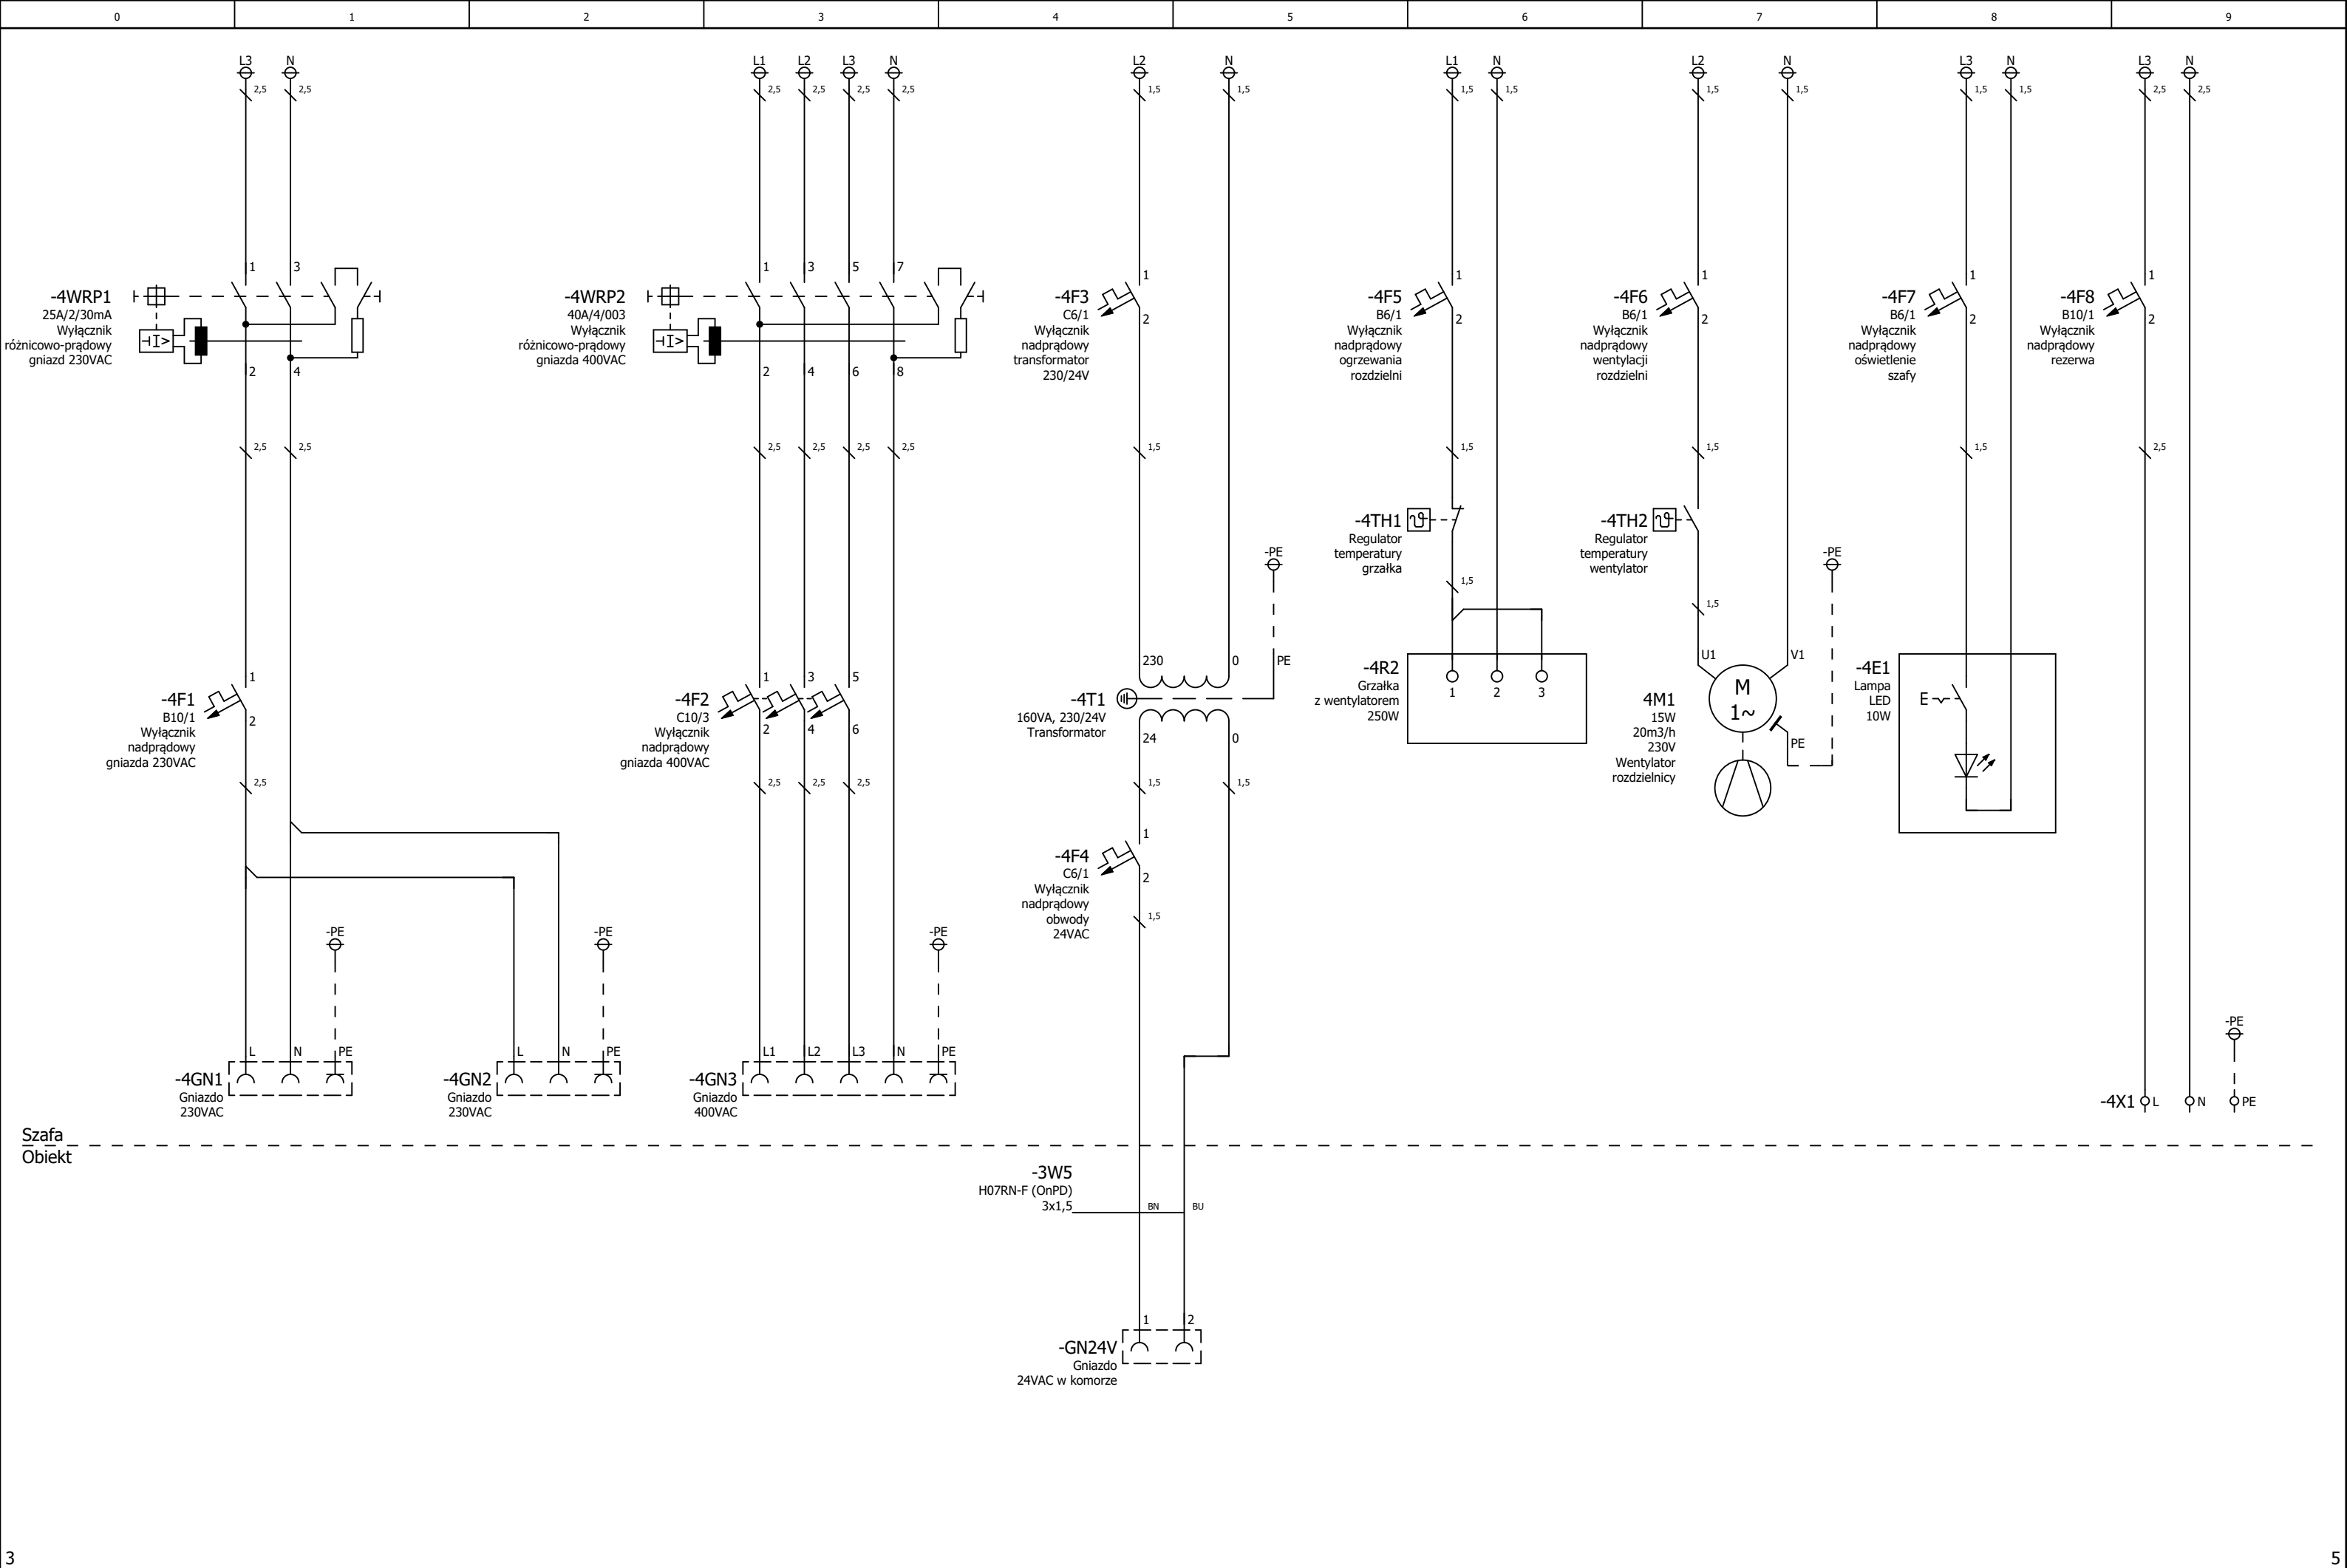 0 1 2 3 4 5 6 7 8 9
L3 N L1 L2 L3 N L2 N L1 N L2 N L3 N L3 N
2,5 2,5 2,5 2,5 2,5 2,5 1,5 1,5 1,5 1,5 1,5 1,5 1,5 1,5 2,5 2,5
-4WRP1
25A/2/30mA
Wyłącznik
różnicowo-prądowy
gniazd 230VAC
1 3
2 4
-4WRP2
40A/4/003
Wyłącznik
różnicowo-prądowy
gniazda 400VAC
1 3 5 7
2 4 6 8
-4F3
C6/1
Wyłącznik
nadprądowy
transformator
230/24V
1
2
-4F5
B6/1
Wyłącznik
nadprądowy
ogrzewania
rozdzielni
1
2
-4F6
B6/1
Wyłącznik
nadprądowy
wentylacji
rozdzielni
1
2
-4F7
B6/1
Wyłącznik
nadprądowy
oświetlenie
szafy
1
2
-4F8
B10/1
Wyłącznik
nadprądowy
rezerwa
1
2
2,5 2,5 2,5 2,5 2,5 2,5 1,5 1,5 1,5 1,5 2,5
-4TH1
Regulator
temperatury
grzałka
1,5
-4TH2
Regulator
temperatury
wentylator
1,5
-PE
-PE
-4F1
B10/1
Wyłącznik
nadprądowy
gniazda 230VAC
1
2
2,5
-4F2
C10/3
Wyłącznik
nadprądowy
gniazda 400VAC
1 3 5
2 4 6
2,5 2,5 2,5
230 0 PE
-4T1
160VA, 230/24V
Transformator
24 0
1,5 1,5
-4R2
Grzałka
z wentylatorem
250W
1 2 3
U1 V1
4M1
15W
20m3/h
230V
Wentylator
rozdzielnicy
M
1~
PE
-4E1
Lampa
LED
10W
E
-4F4
C6/1
Wyłącznik
nadprądowy
obwody
24VAC
1
2
1,5
-PE -PE -PE
-PE
L N PE
-4GN1
Gniazdo
230VAC
L N PE
-4GN2
Gniazdo
230VAC
L1 L2 L3 N PE
-4GN3
Gniazdo
400VAC
-4X1 L N PE
Szafa
Obiekt
-3W5
H07RN-F (OnPD)
3x1,5
BN BU
1 2
-GN24V
Gniazdo
24VAC w komorze
3 5